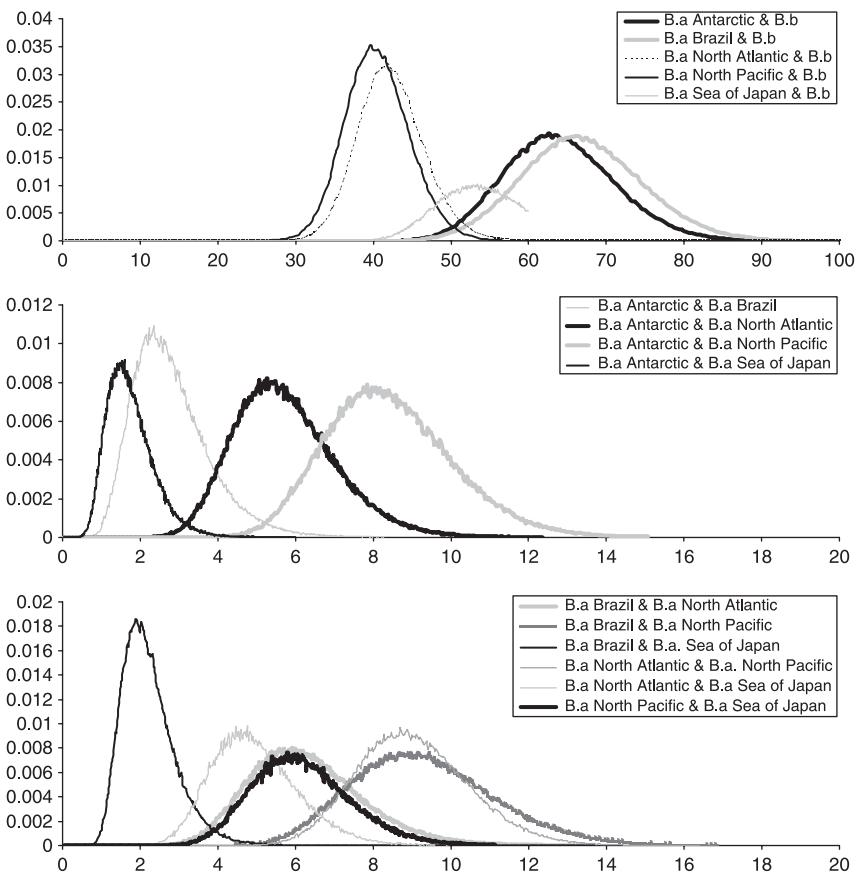 0.04
0.035
0.03
0.025
0.02
0.015
0.01
0.005
0
0 10 20 30 40 50 60 70 80 90 100
B.a Antarctic & B.b
B.a Brazil & B.b
B.a North Atlantic & B.b
B.a North Pacific & B.b
B.a Sea of Japan & B.b
0.012
0.01
0.008
0.006
0.004
0.002
0
0 2 4 6 8 10 12 14 16 18 20
B.a Antarctic & B.a Brazil
B.a Antarctic & B.a North Atlantic
B.a Antarctic & B.a North Pacific
B.a Antarctic & B.a Sea of Japan
0.02
0.018
0.016
0.014
0.012
0.01
0.008
0.006
0.004
0.002
0
0 2 4 6 8 10 12 14 16 18 20
B.a Brazil & B.a North Atlantic
B.a Brazil & B.a North Pacific
B.a Brazil & B.a. Sea of Japan
B.a North Atlantic & B.a. North Pacific
B.a North Atlantic & B.a Sea of Japan
B.a North Pacific & B.a Sea of Japan